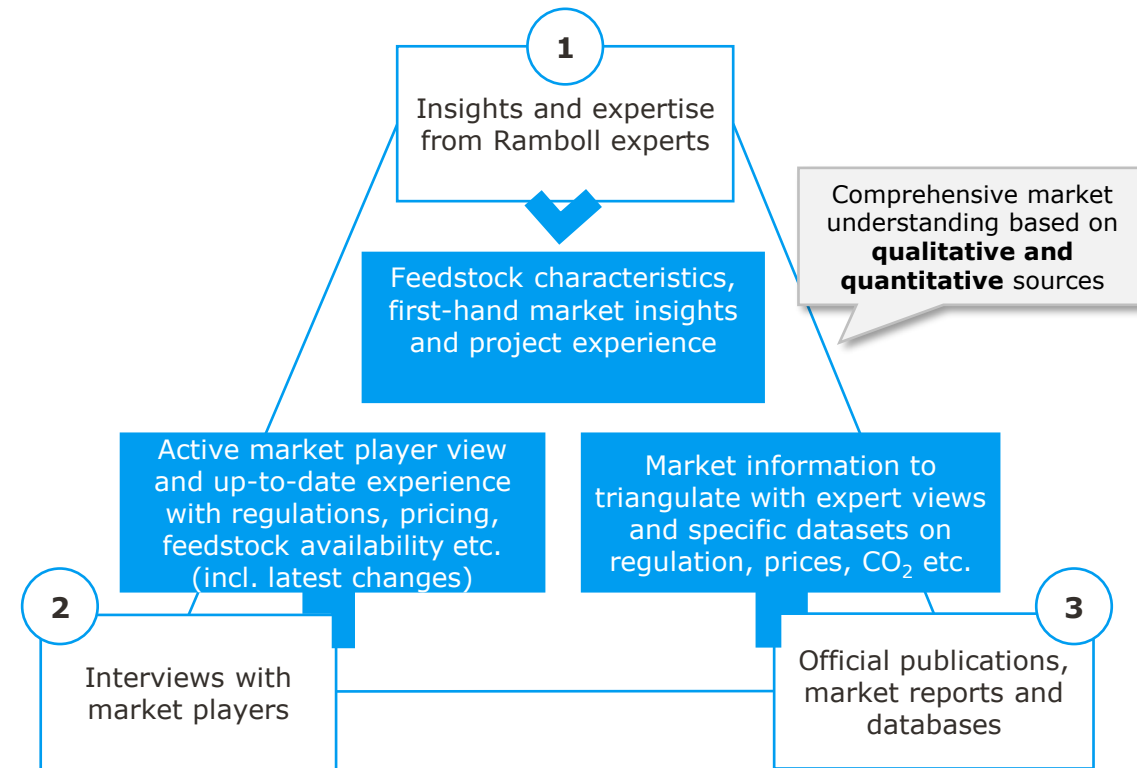 1
Insights and expertise
from Ramboll experts
Comprehensive market
understanding based on
qualitative and
quantitative sources
Feedstock characteristics,
first-hand market insights
and project experience
Active market player view
and up-to-date experience
with regulations, pricing,
feedstock availability etc.
(incl. latest changes)
Market information to
triangulate with expert views
and specific datasets on
regulation, prices, CO₂ etc.
2
Interviews with
market players
3
Official publications,
market reports and
databases